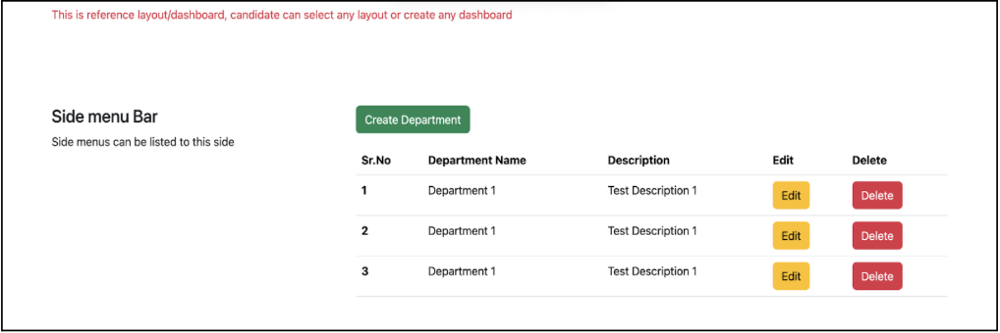 This is reference layout/dashboard, candidate can select any layout or create any dashboard
Side menu Bar
Side menus can be listed to this side
Create Department
Sr.No Department Name Description Edit Delete
1 Department 1 Test Description 1 Edit Delete
2 Department 1 Test Description 1 Edit Delete
3 Department 1 Test Description 1 Edit Delete